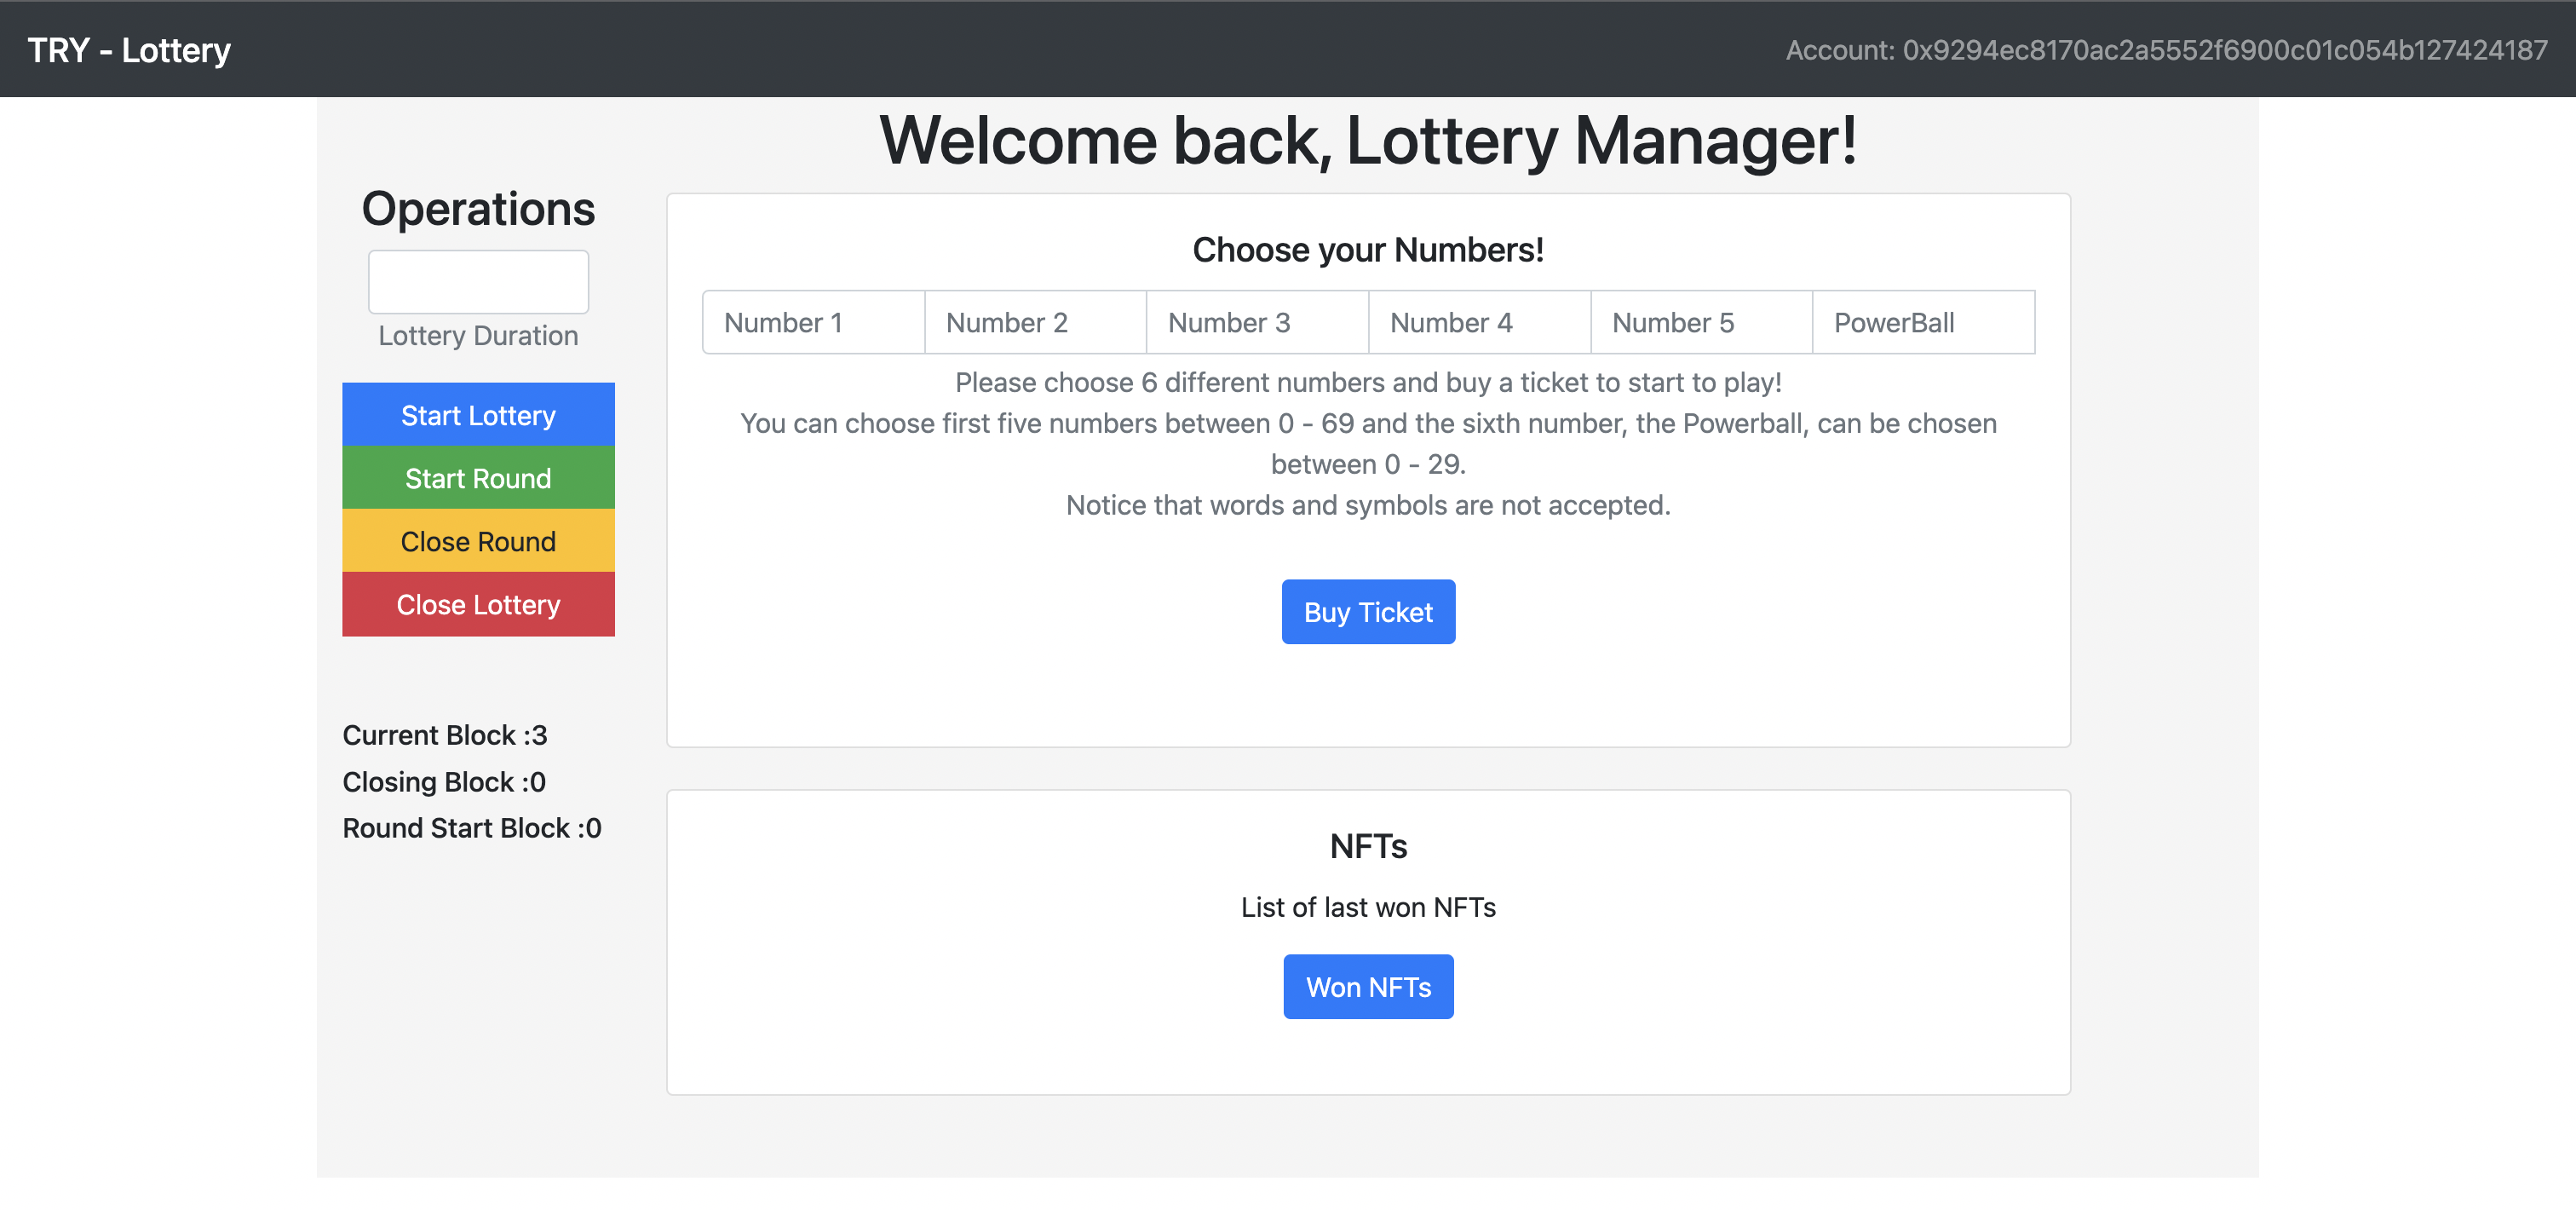 TRY - Lottery
Account: 0x9294ec8170ac2a5552f6900c01c054b127424187
Welcome back, Lottery Manager!
Operations
Lottery Duration
Start Lottery
Start Round
Close Round
Close Lottery
Current Block :3
Closing Block :0
Round Start Block :0
Choose your Numbers!
Number 1 Number 2 Number 3 Number 4 Number 5 PowerBall
Please choose 6 different numbers and buy a ticket to start to play!
You can choose first five numbers between 0 - 69 and the sixth number, the Powerball, can be chosen
between 0 - 29.
Notice that words and symbols are not accepted.
Buy Ticket
NFTs
List of last won NFTs
Won NFTs